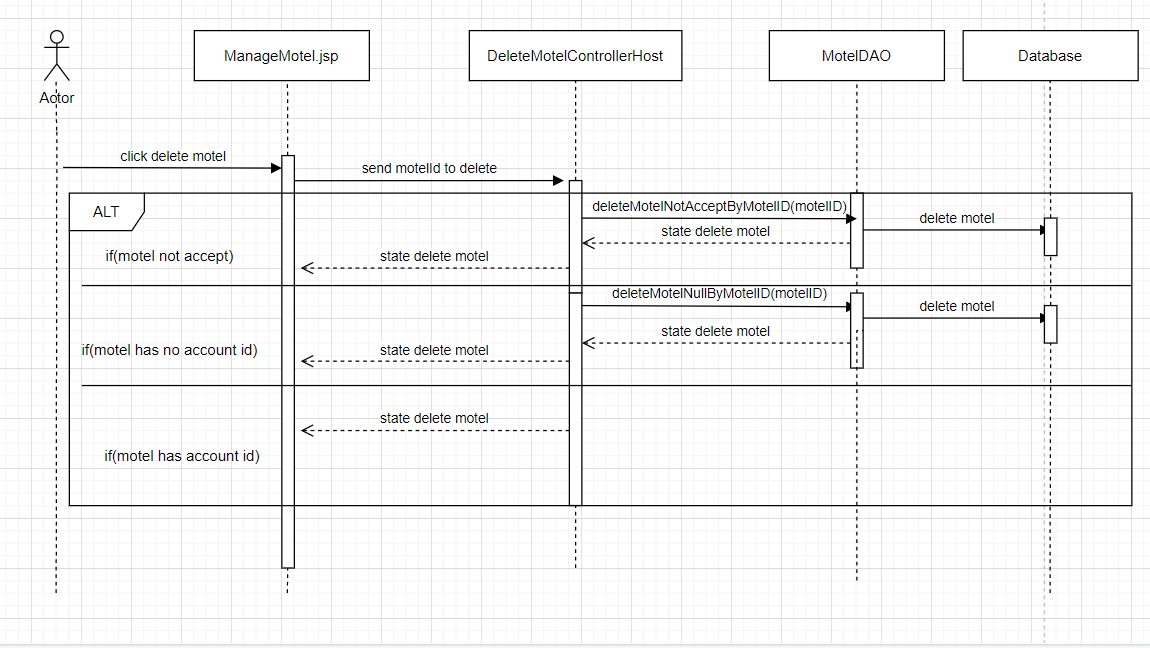 ManageMotel.jsp
DeleteMotelControllerHost
MotelDAO
Database
Actor
click delete motel
send motelId to delete
ALT
deleteMotelNotAcceptByMotelID(motelID)
delete motel
state delete motel
if(motel not accept)
state delete motel
deleteMotelNullByMotelID(motelID)
delete motel
state delete motel
if(motel has no account id)
state delete motel
state delete motel
if(motel has account id)